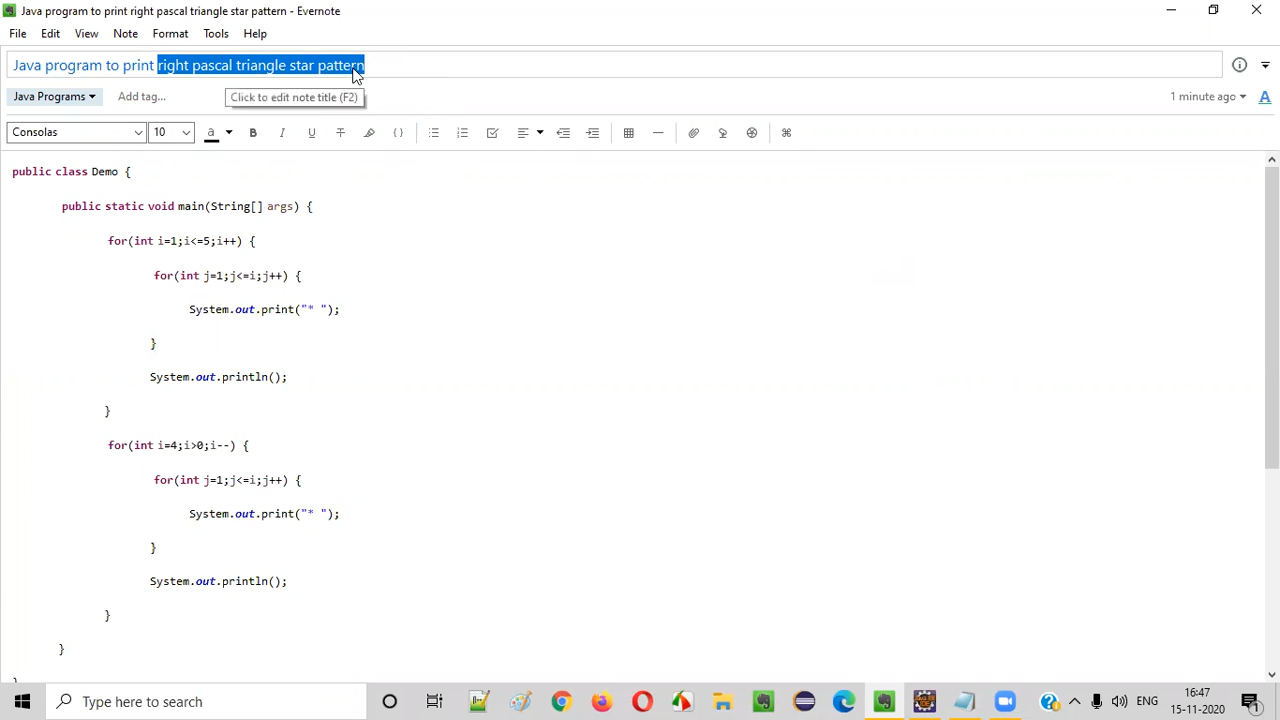 Java program to print right pascal triangle star pattern - Evernote
File Edit View Note Format Tools Help
Java program to print right pascal triangle star pattern
Java Programs Add tag... Click to edit note title (F2) 1 minute ago
Consolas 10
public class Demo {
public static void main(String[] args) {
for(int i=1;i<=5;i++) {
for(int j=1;j<=i;j++) {
System.out.print("* ");
}
System.out.println();
}
for(int i=4;i>0;i--) {
for(int j=1;j<=i;j++) {
System.out.print("* ");
}
System.out.println();
}
}
}
Type here to search
ENG
16:47
15-11-2020